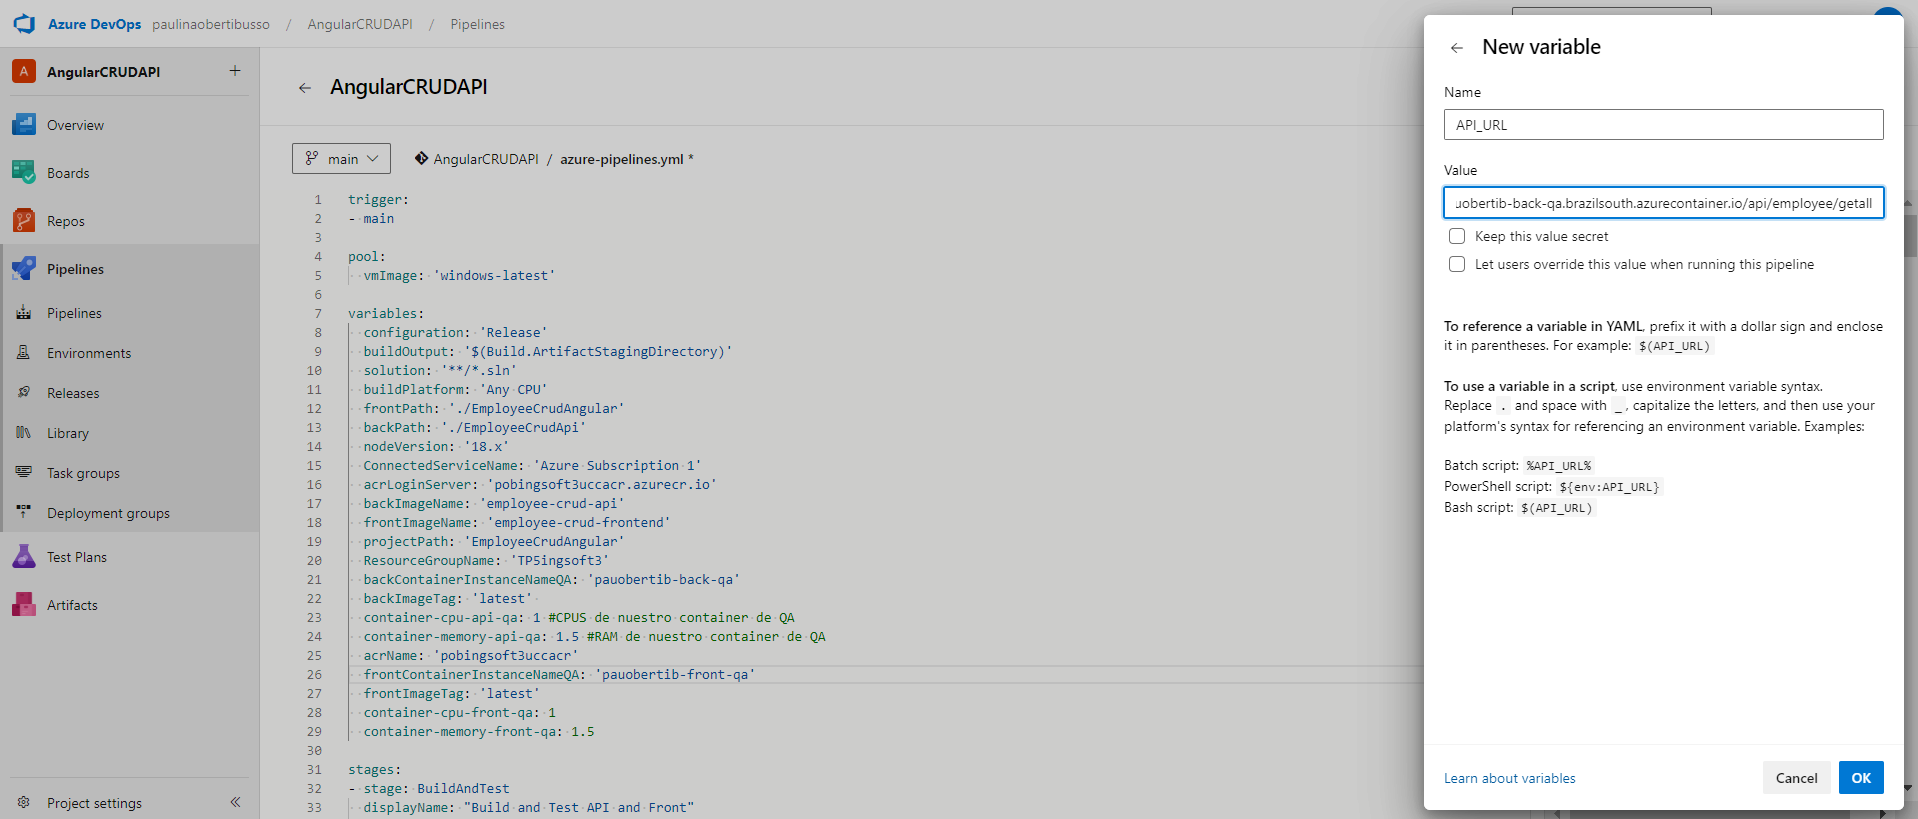 Azure DevOps paulinaobertibusso / AngularCRUDAPI / Pipelines
A AngularCRUDAPI +
Overview
Boards
Repos
Pipelines
Pipelines
Environments
Releases
Library
Task groups
Deployment groups
Test Plans
Artifacts
Project settings
AngularCRUDAPI
main
AngularCRUDAPI / azure-pipelines.yml *
1 trigger:
2 - main
3
4 pool:
5 vmImage: 'windows-latest'
6
7 variables:
8 configuration: 'Release'
9 buildOutput: '$(Build.ArtifactStagingDirectory)'
10 solution: '**/*.sln'
11 buildPlatform: 'Any CPU'
12 frontPath: './EmployeeCrudAngular'
13 backPath: './EmployeeCrudApi'
14 nodeVersion: '18.x'
15 ConnectedServiceName: 'Azure Subscription 1'
16 acrLoginServer: 'pobingsoft3uccacr.azurecr.io'
17 backImageName: 'employee-crud-api'
18 frontImageName: 'employee-crud-frontend'
19 projectPath: 'EmployeeCrudAngular'
20 ResourceGroupName: 'TP5ingsoft3'
21 backContainerInstanceNameQA: 'pauobertib-back-qa'
22 backImageTag: 'latest'
23 container-cpu-api-qa: 1 #CPUS de nuestro container de QA
24 container-memory-api-qa: 1.5 #RAM de nuestro container de QA
25 acrName: 'pobingsoft3uccacr'
26 frontContainerInstanceNameQA: 'pauobertib-front-qa'
27 frontImageTag: 'latest'
28 container-cpu-front-qa: 1
29 container-memory-front-qa: 1.5
30
31 stages:
32 - stage: BuildAndTest
33 displayName: "Build and Test API and Front"
New variable
Name
API_URL
Value
uobertib-back-qa.brazilsouth.azurecontainer.io/api/employee/getall
Keep this value secret
Let users override this value when running this pipeline
To reference a variable in YAML, prefix it with a dollar sign and enclose
it in parentheses. For example: $(API_URL)
To use a variable in a script, use environment variable syntax.
Replace . and space with _, capitalize the letters, and then use your
platform's syntax for referencing an environment variable. Examples:
Batch script: %API_URL%
PowerShell script: ${env:API_URL}
Bash script: $(API_URL)
Learn about variables
Cancel
OK